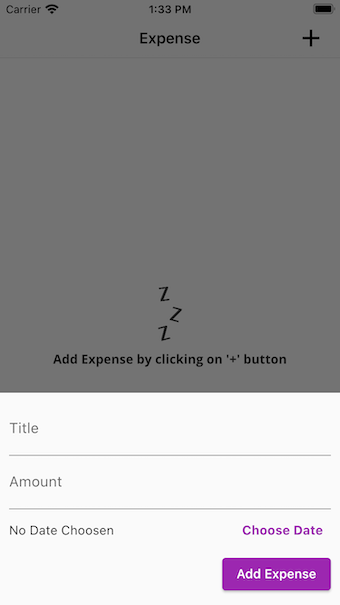 Carrier 1:33 PM
Expense +
Z
Z
Z
Add Expense by clicking on '+' button
Title
Amount
No Date Choosen Choose Date
Add Expense